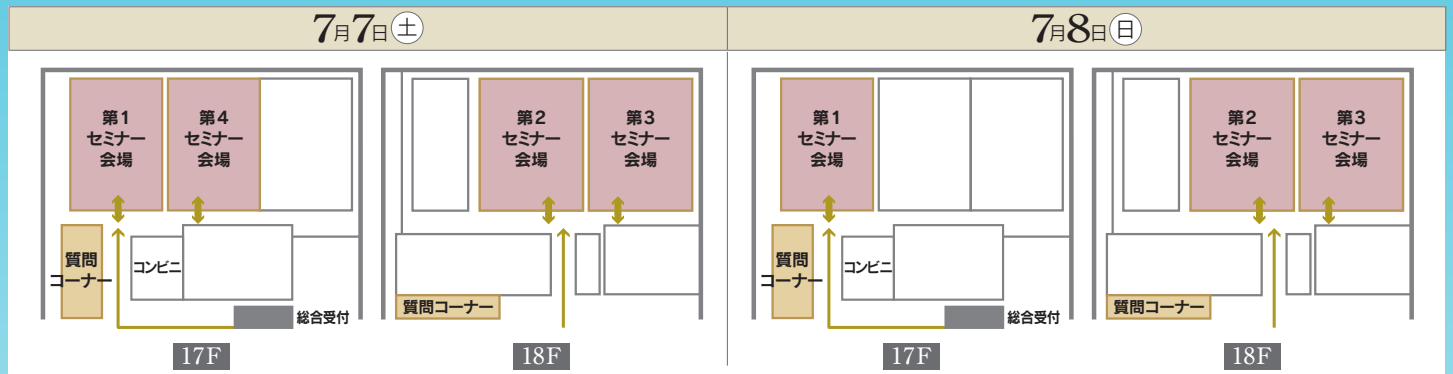 7月7日土
第1
セミナー
会場
第4
セミナー
会場
質問
コーナー
コンビニ
総合受付
17F
第2
セミナー
会場
第3
セミナー
会場
質問コーナー
18F
7月8日日
第1
セミナー
会場
質問
コーナー
コンビニ
総合受付
17F
第2
セミナー
会場
第3
セミナー
会場
質問コーナー
18F